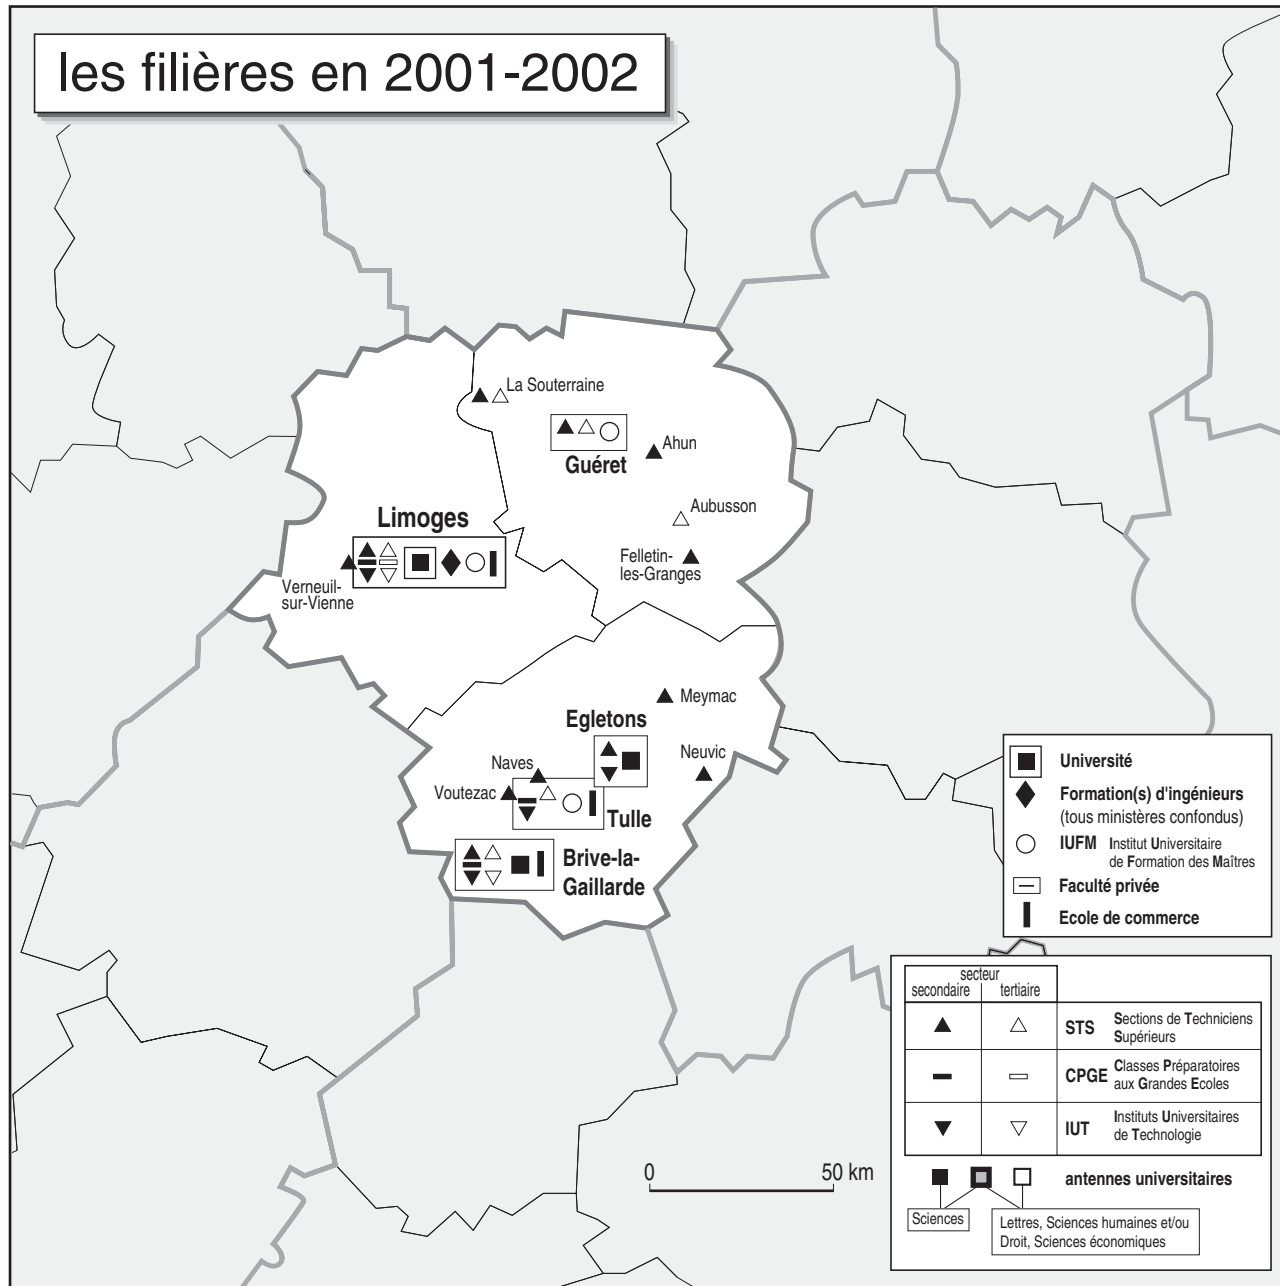 les filières en 2001-2002
La Souterraine
Guéret
Ahun
Aubusson
Limoges
Felletin-
les-Granges
Verneuil-
sur-Vienne
Meymac
Egletons
Neuvic
Naves
Voutezac
Tulle
Brive-la-
Gaillarde
Université
Formation(s) d'ingénieurs
(tous ministères confondus)
IUFM Institut Universitaire
de Formation des Maîtres
Faculté privée
Ecole de commerce
secteur
secondaire tertiaire
STS Sections de Techniciens
Supérieurs
CPGE Classes Préparatoires
aux Grandes Ecoles
IUT Instituts Universitaires
de Technologie
antennes universitaires
Sciences
Lettres, Sciences humaines et/ou
Droit, Sciences économiques
0 50 km